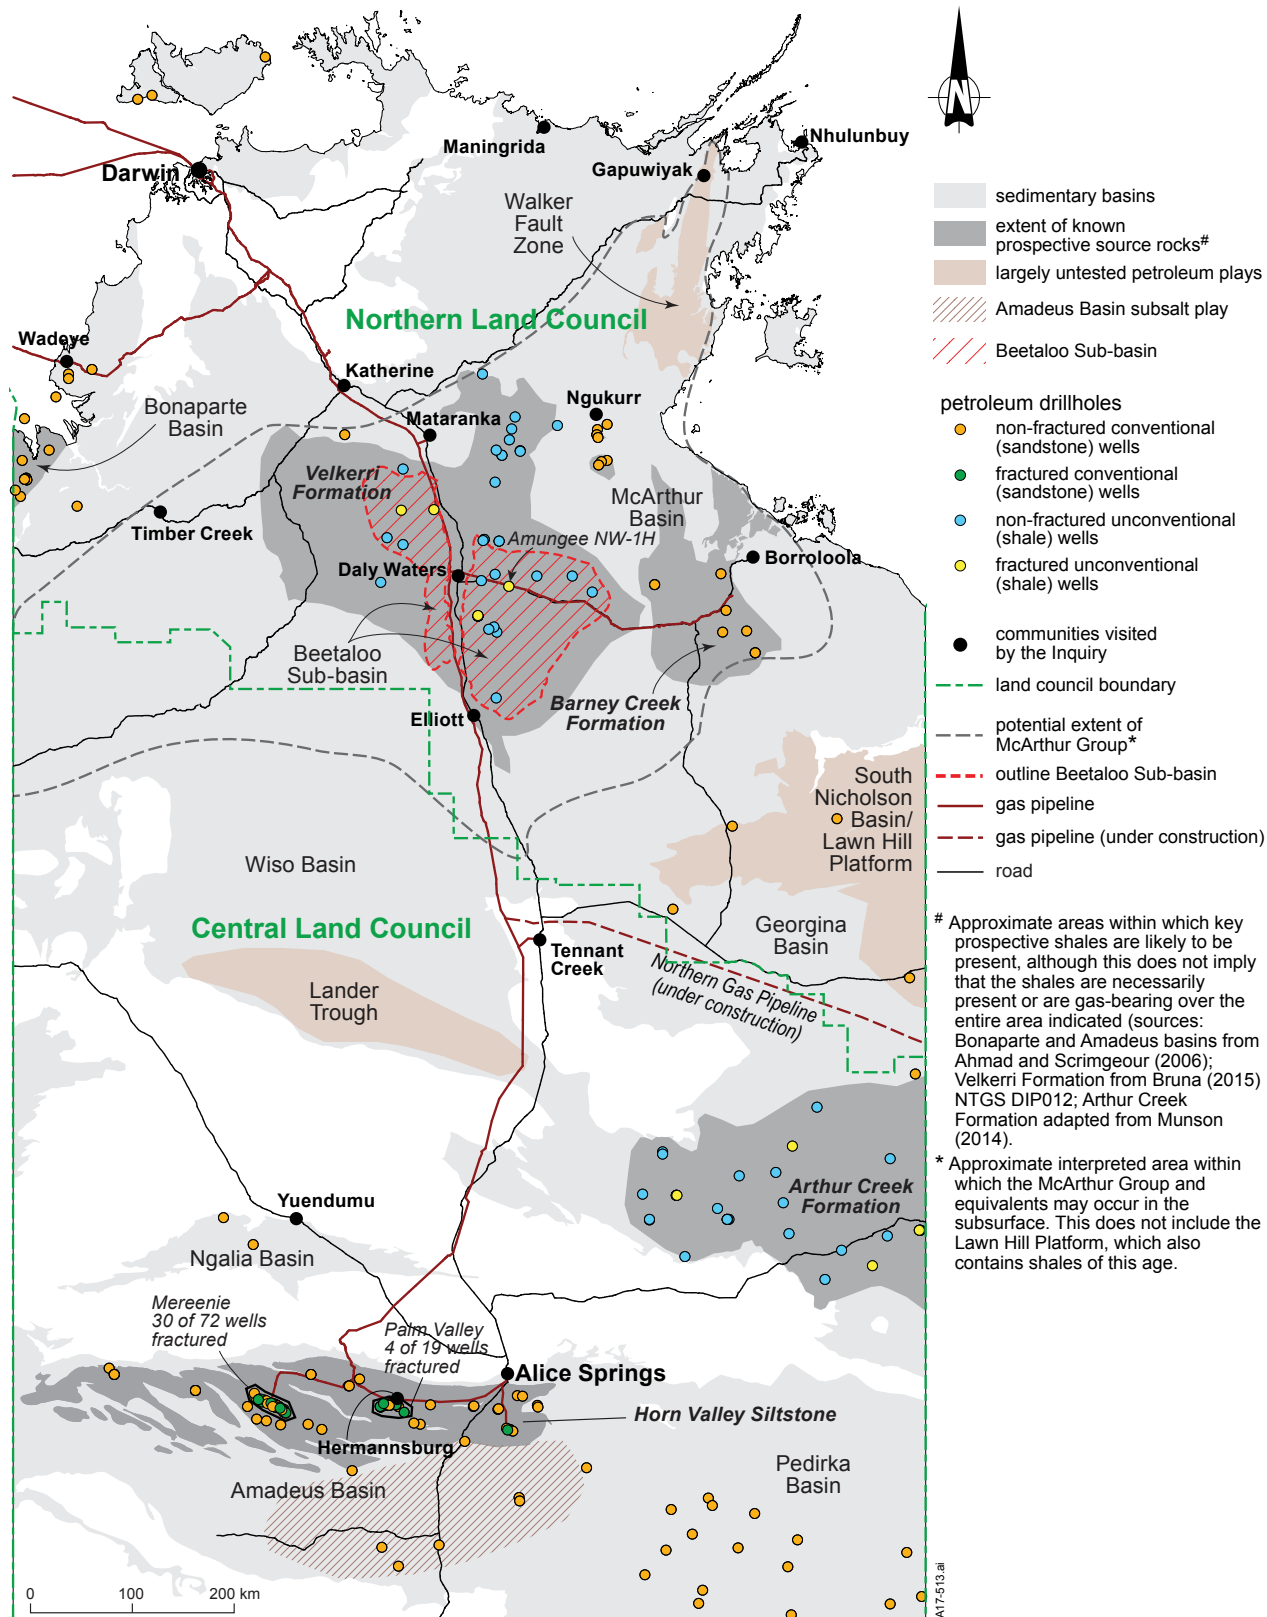 N
Maningrida
Nhulunbuy
Gapuwiyak
Darwin
Walker
Fault
Zone
Northern Land Council
Wadeye
Katherine
Bonaparte
Basin
Mataranka
Ngukurr
Velkerri
Formation
McArthur
Basin
Timber Creek
Amungee NW-1H
Daly Waters
Borroloola
Beetaloo
Sub-basin
Barney Creek
Formation
Elliott
South
Nicholson
Basin/
Lawn Hill
Platform
Wiso Basin
Central Land Council
Georgina
Basin
Tennant
Creek
Northern Gas Pipeline
(under construction)
Lander
Trough
Arthur Creek
Formation
Yuendumu
Ngalia Basin
Mereenie
30 of 72 wells
fractured
Palm Valley
4 of 19 wells
fractured
Alice Springs
Horn Valley Siltstone
Hermannsburg
Amadeus Basin
Pedirka
Basin
0 100 200 km
A17-513.ai
sedimentary basins
extent of known
prospective source rocks#
largely untested petroleum plays
Amadeus Basin subsalt play
Beetaloo Sub-basin
petroleum drillholes
non-fractured conventional
(sandstone) wells
fractured conventional
(sandstone) wells
non-fractured unconventional
(shale) wells
fractured unconventional
(shale) wells
communities visited
by the Inquiry
land council boundary
potential extent of
McArthur Group*
outline Beetaloo Sub-basin
gas pipeline
gas pipeline (under construction)
road
# Approximate areas within which key
prospective shales are likely to be
present, although this does not imply
that the shales are necessarily
present or are gas-bearing over the
entire area indicated (sources:
Bonaparte and Amadeus basins from
Ahmad and Scrimgeour (2006);
Velkerri Formation from Bruna (2015)
NTGS DIP012; Arthur Creek
Formation adapted from Munson
(2014).
* Approximate interpreted area within
which the McArthur Group and
equivalents may occur in the
subsurface. This does not include the
Lawn Hill Platform, which also
contains shales of this age.